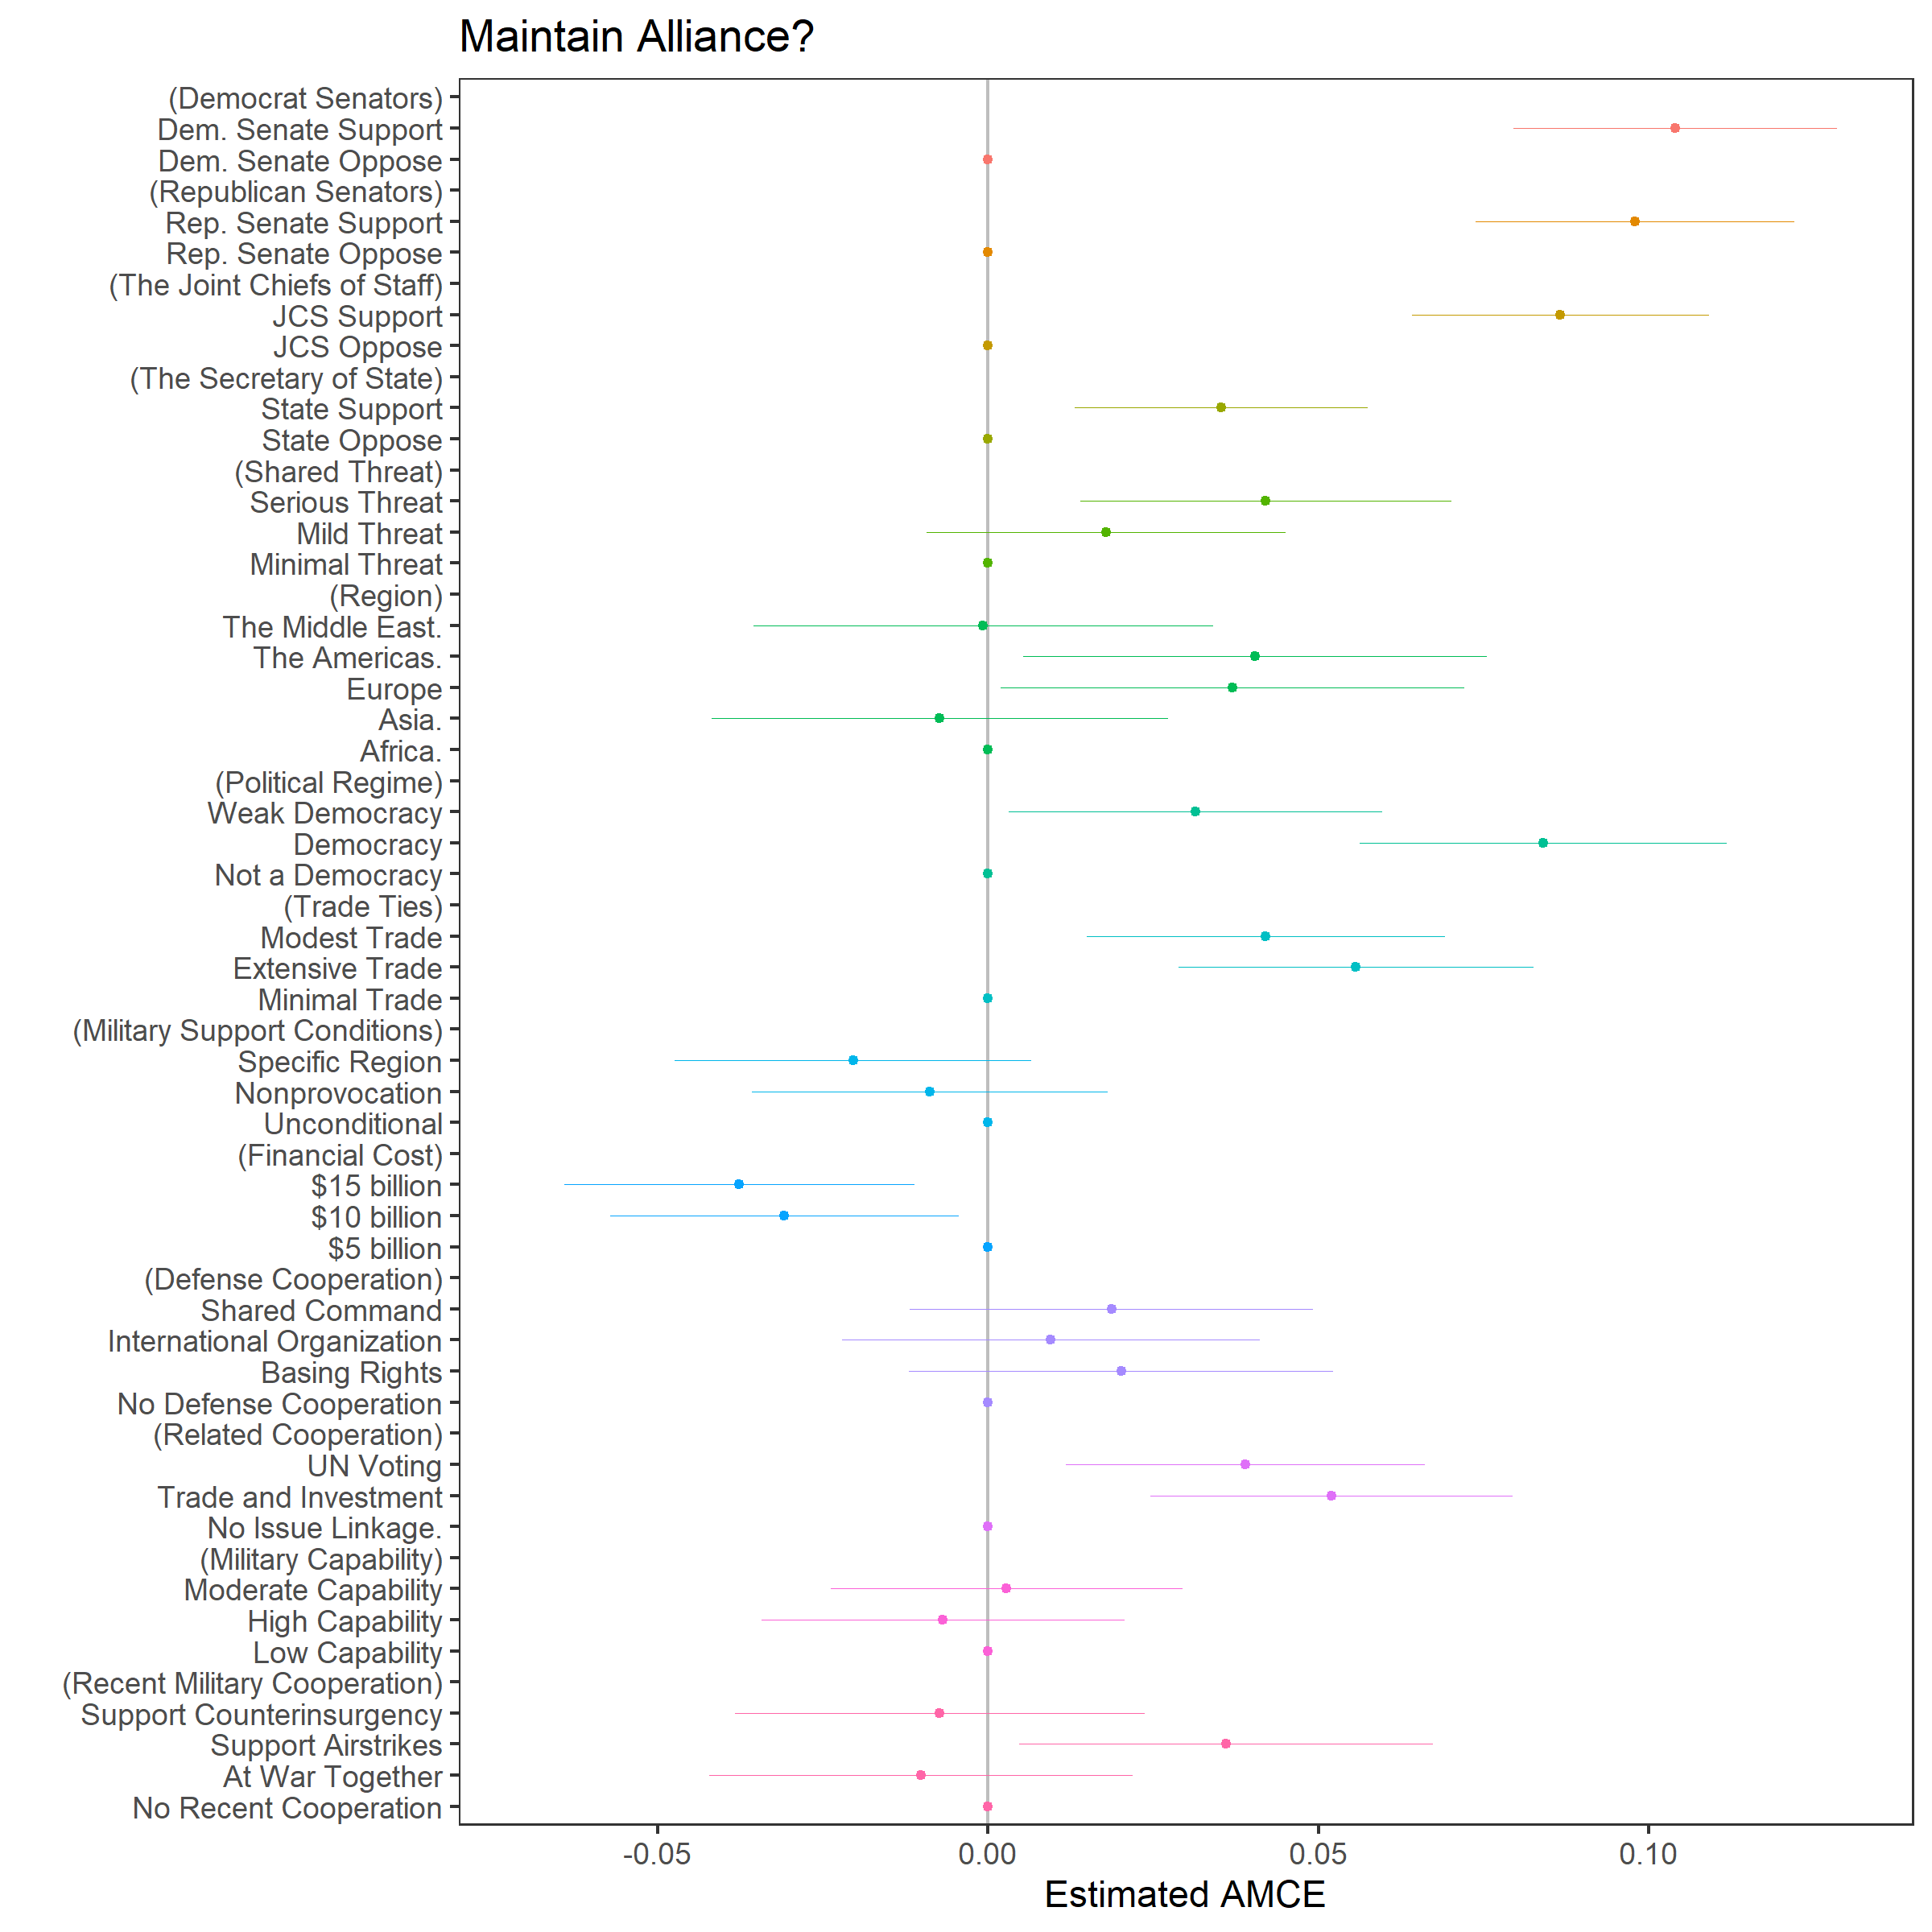 Maintain Alliance?
(Democrat Senators)
Dem. Senate Support
Dem. Senate Oppose
(Republican Senators)
Rep. Senate Support
Rep. Senate Oppose
(The Joint Chiefs of Staff)
JCS Support
JCS Oppose
(The Secretary of State)
State Support
State Oppose
(Shared Threat)
Serious Threat
Mild Threat
Minimal Threat
(Region)
The Middle East.
The Americas.
Europe
Asia.
Africa.
(Political Regime)
Weak Democracy
Democracy
Not a Democracy
(Trade Ties)
Modest Trade
Extensive Trade
Minimal Trade
(Military Support Conditions)
Specific Region
Nonprovocation
Unconditional
(Financial Cost)
$15 billion
$10 billion
$5 billion
(Defense Cooperation)
Shared Command
International Organization
Basing Rights
No Defense Cooperation
(Related Cooperation)
UN Voting
Trade and Investment
No Issue Linkage.
(Military Capability)
Moderate Capability
High Capability
Low Capability
(Recent Military Cooperation)
Support Counterinsurgency
Support Airstrikes
At War Together
No Recent Cooperation
-0.05 0.00 0.05 0.10
Estimated AMCE